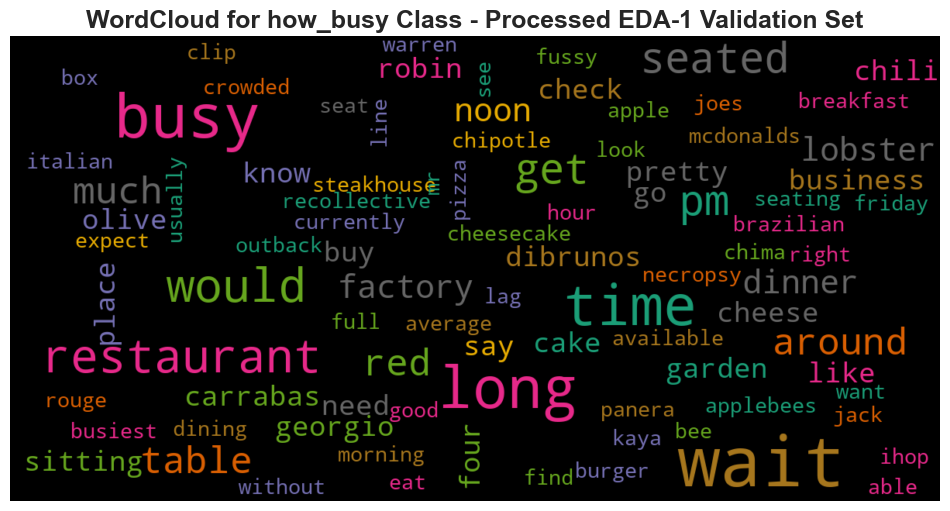 WordCloud for how_busy Class - Processed EDA-1 Validation Set
clip
warren
robin
fussy
seated
chili
box
crowded
see
check
seat
line
noon
apple
joes
breakfast
busy
chipotle
mcdonalds
lobster
italian
usually
know
steakhouse
mr
pizza
get
look
pretty
business
much
recollective
go
pm
seating
friday
olive
currently
hour
brazilian
expect
outback
buy
cheesecake
dibrunos
chima
right
place
would
factory
lag
time
necropsy
dinner
full
average
cheese
restaurant
red
say
cake
available
around
long
garden
like
rouge
carrabas
need
good
panera
applebees
want
jack
busiest
dining
georgio
four
kaya
bee
sitting
table
morning
find
burger
wait
ihop
without
eat
able